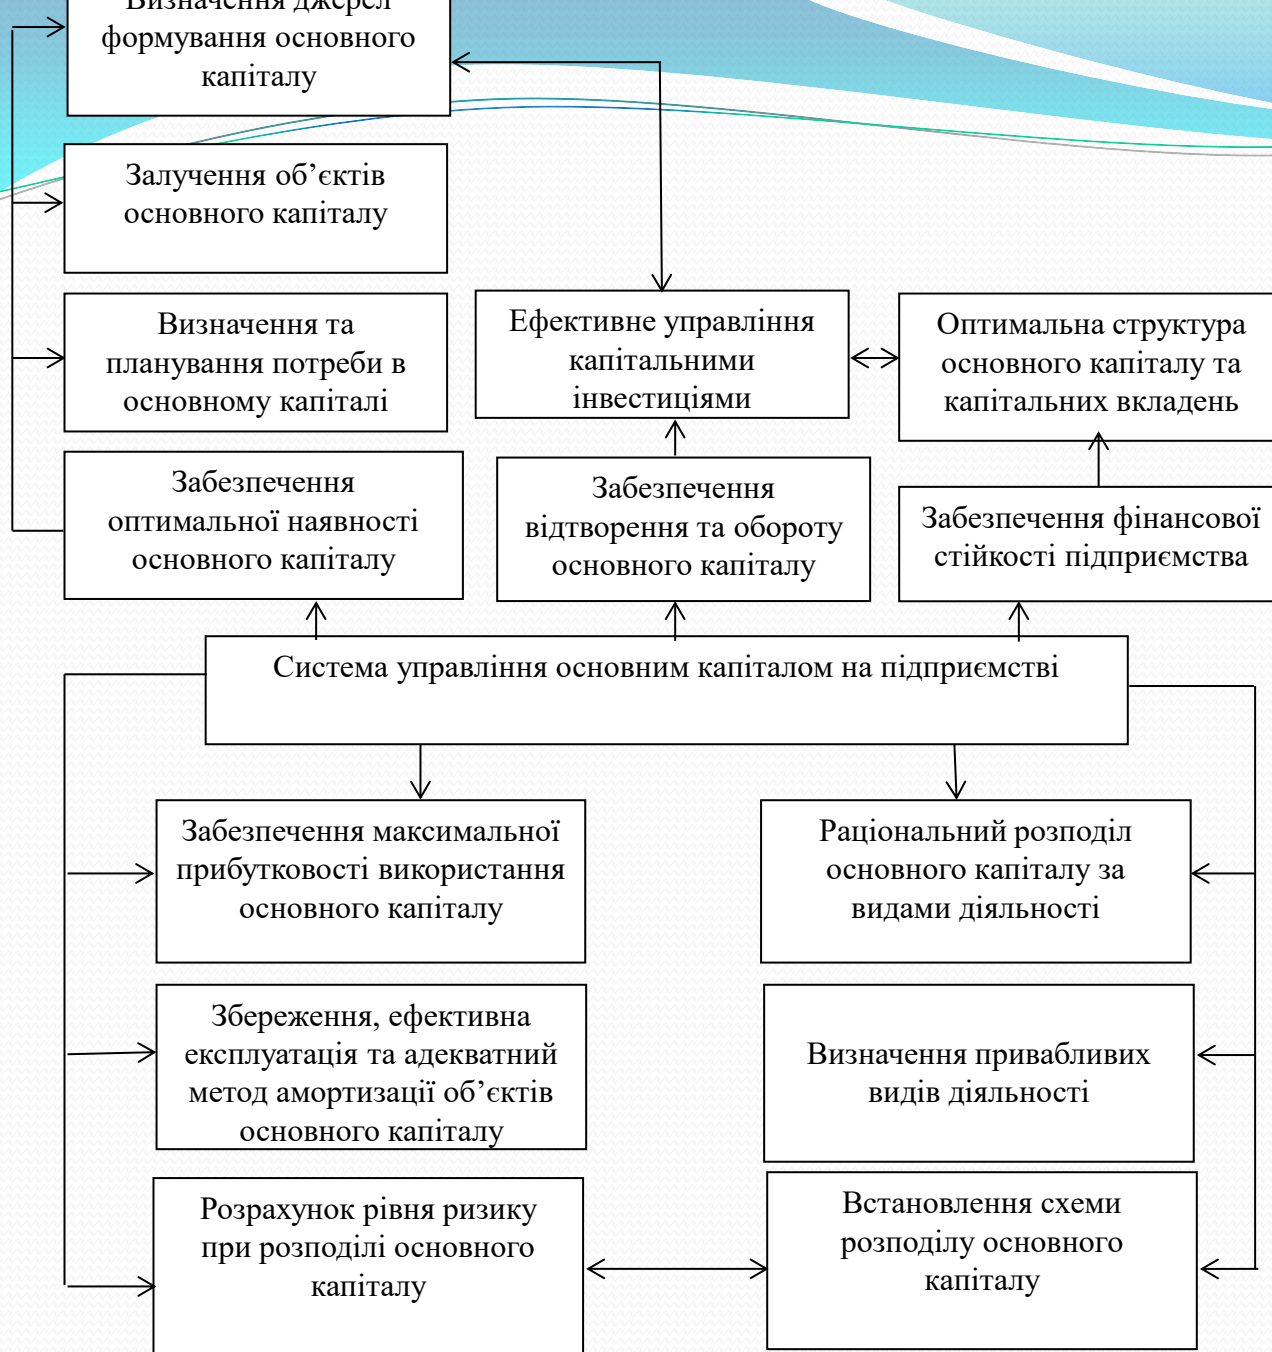 Визначення джерел
формування основного
капіталу
Залучення об’єктів
основного капіталу
Визначення та
планування потреби в
основному капіталі
Ефективне управління
капітальними
інвестиціями
Оптимальна структура
основного капіталу та
капітальних вкладень
Забезпечення
оптимальної наявності
основного капіталу
Забезпечення
відтворення та обороту
основного капіталу
Забезпечення фінансової
стійкості підприємства
Система управління основним капіталом на підприємстві
Забезпечення максимальної
прибутковості використання
основного капіталу
Раціональний розподіл
основного капіталу за
видами діяльності
Збереження, ефективна
експлуатація та адекватний
метод амортизації об’єктів
основного капіталу
Визначення привабливих
видів діяльності
Розрахунок рівня ризику
при розподілі основного
капіталу
Встановлення схеми
розподілу основного
капіталу